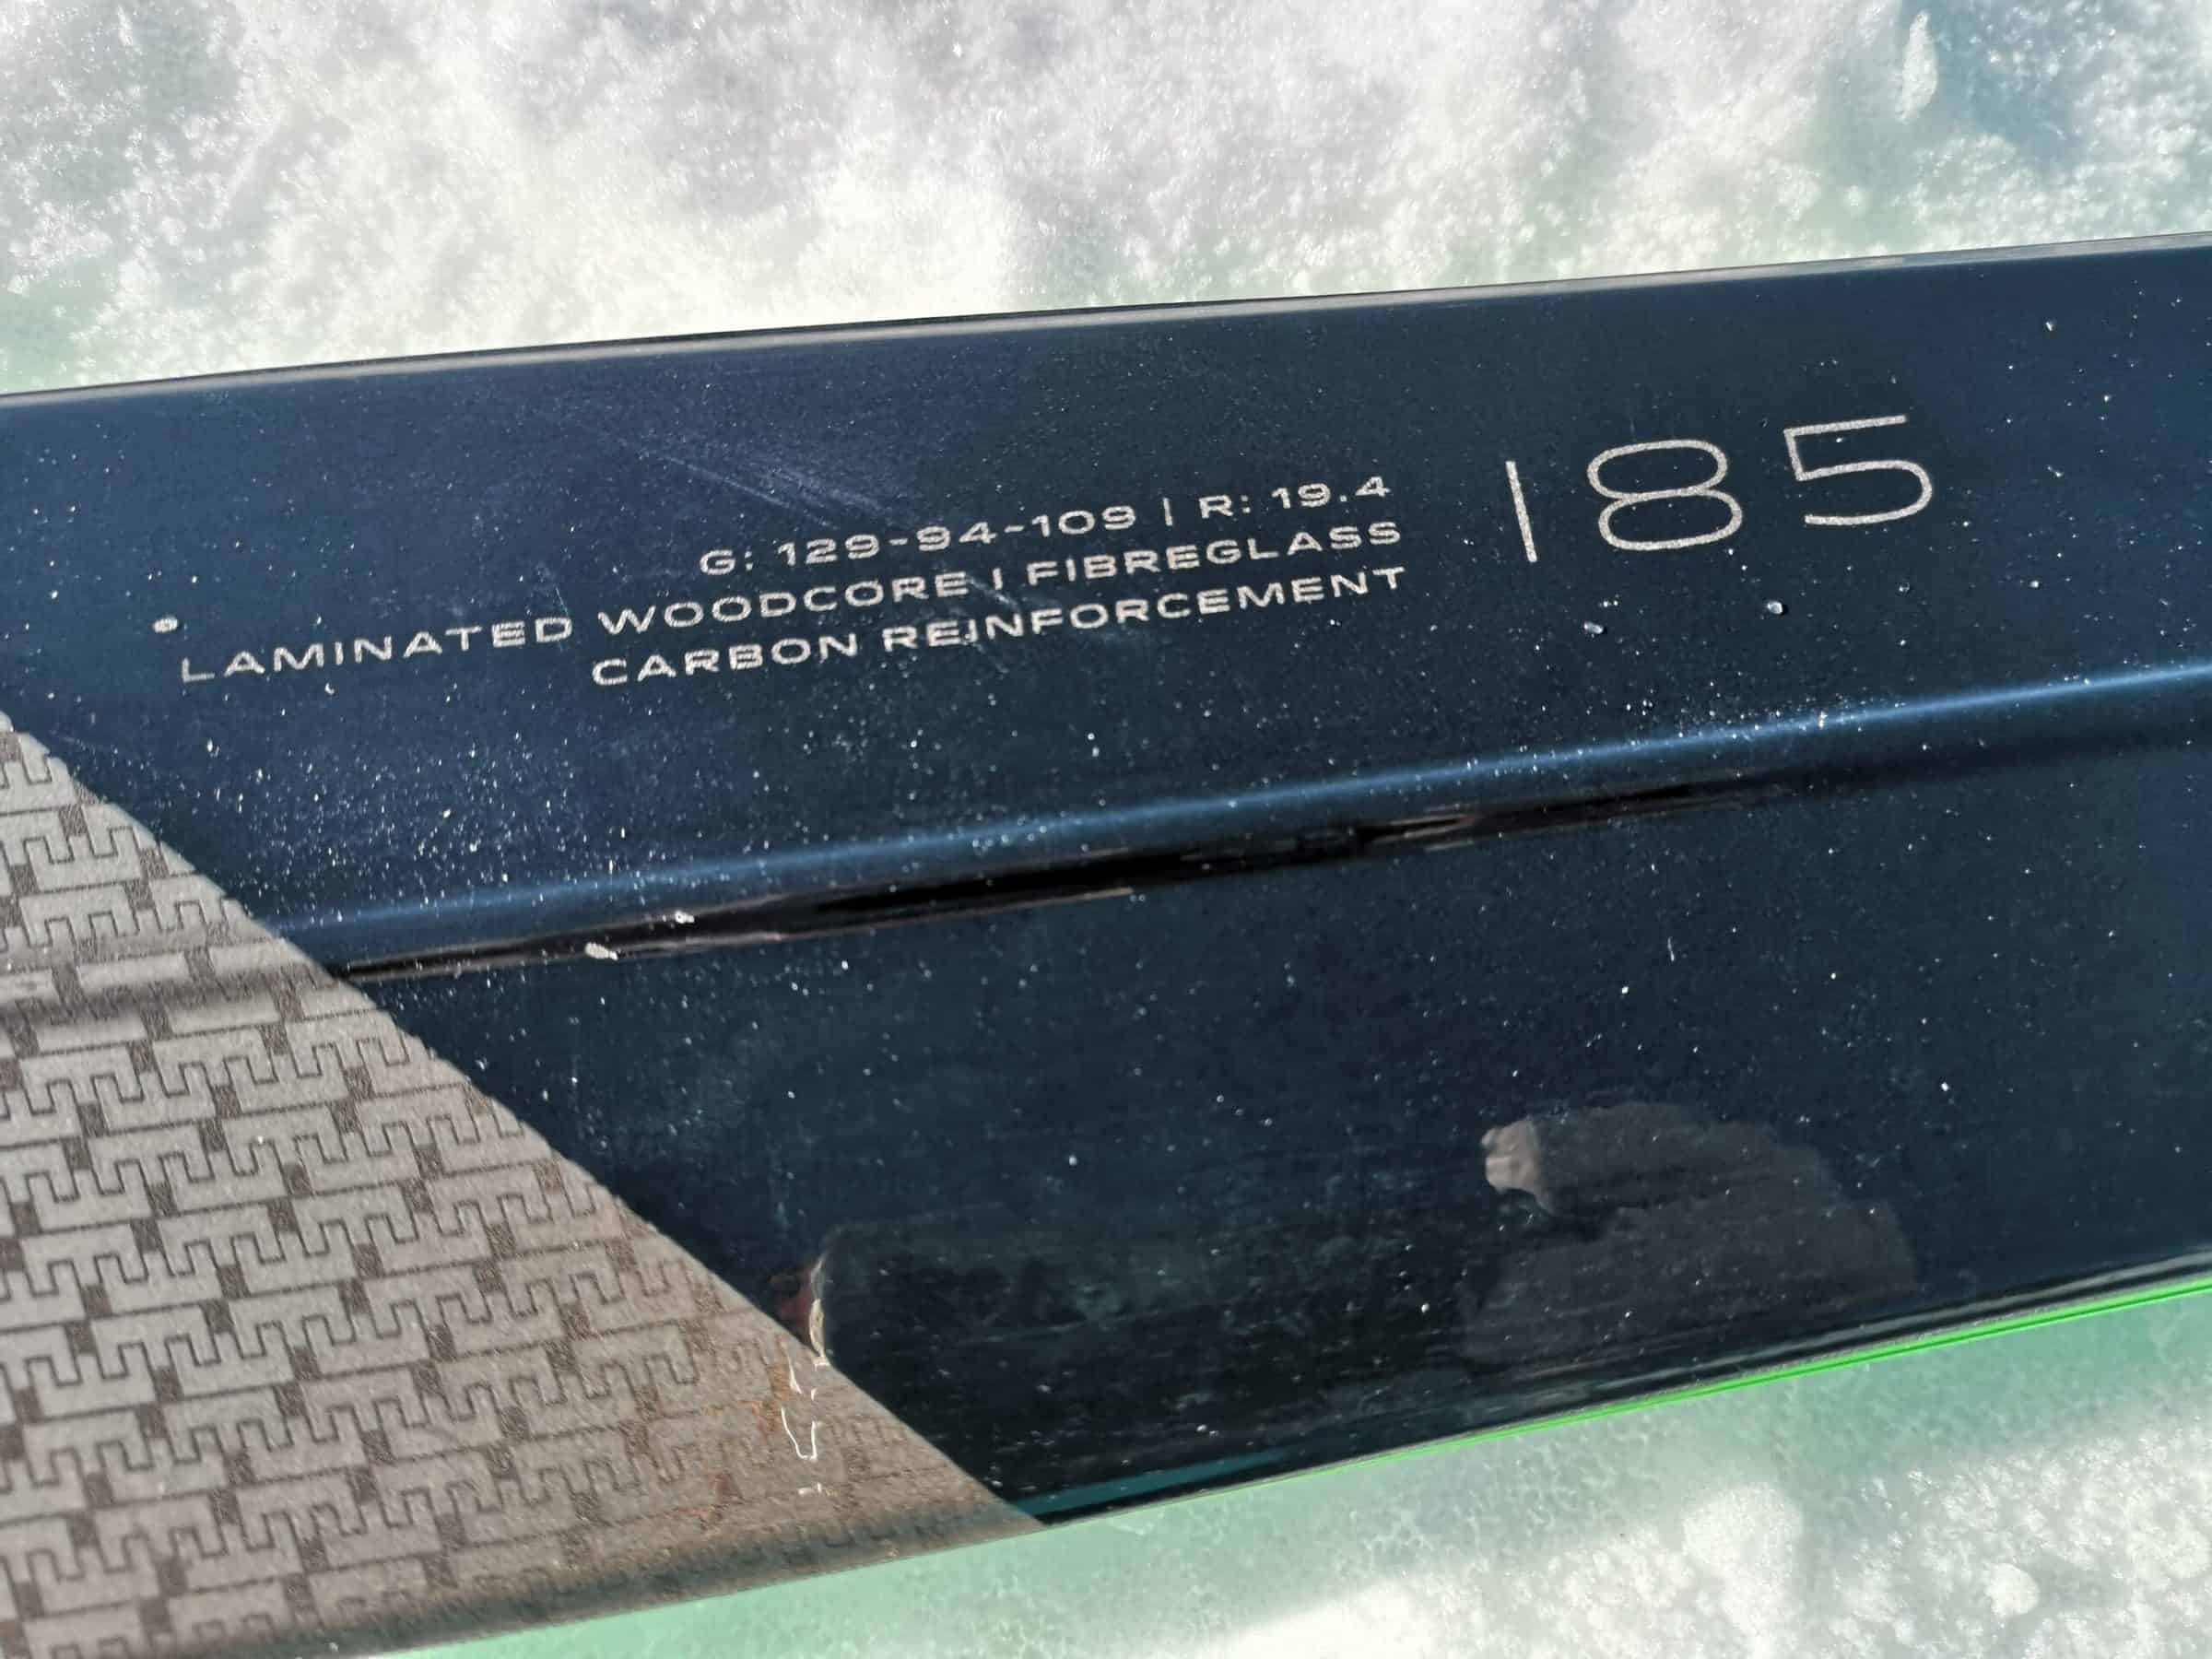 G: 129-94-109 | R: 19.4
LAMINATED WOODCORE | FIBREGLASS
CARBON REINFORCEMENT
185